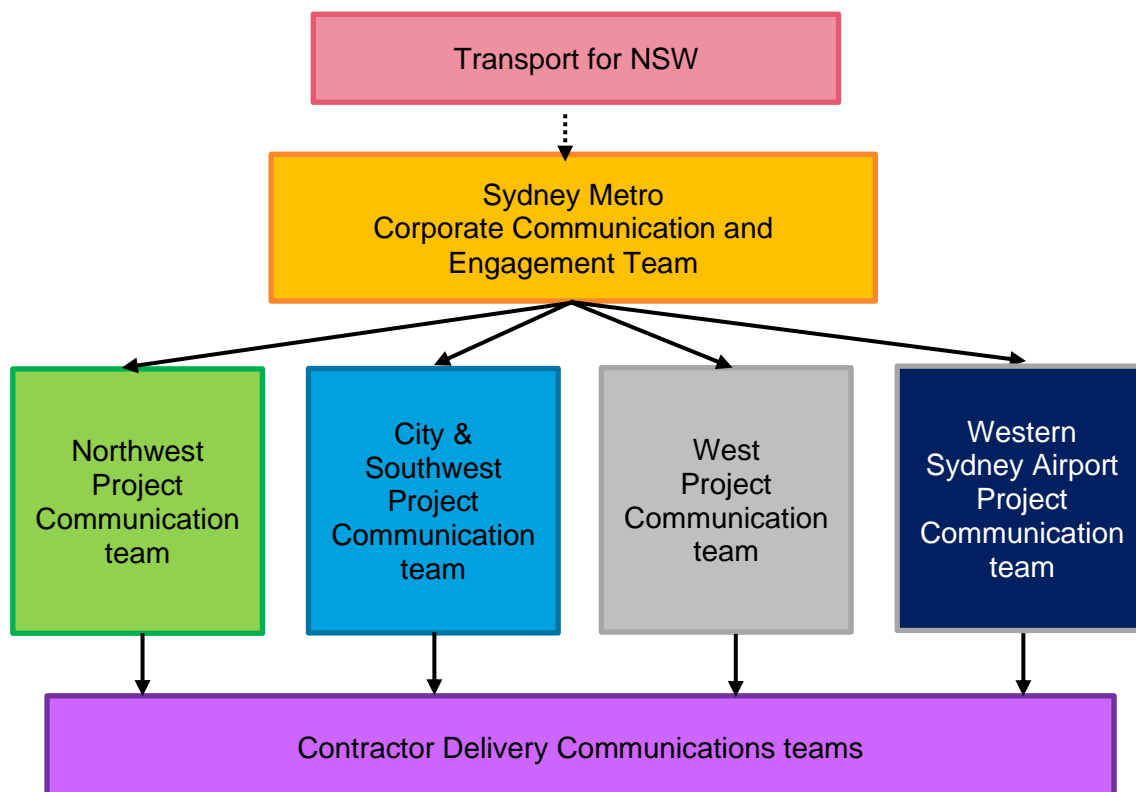 Transport for NSW
Sydney Metro
Corporate Communication and
Engagement Team
Northwest
Project
Communication
team
City &
Southwest
Project
Communication
team
West
Project
Communication
team
Western
Sydney Airport
Project
Communication
team
Contractor Delivery Communications teams